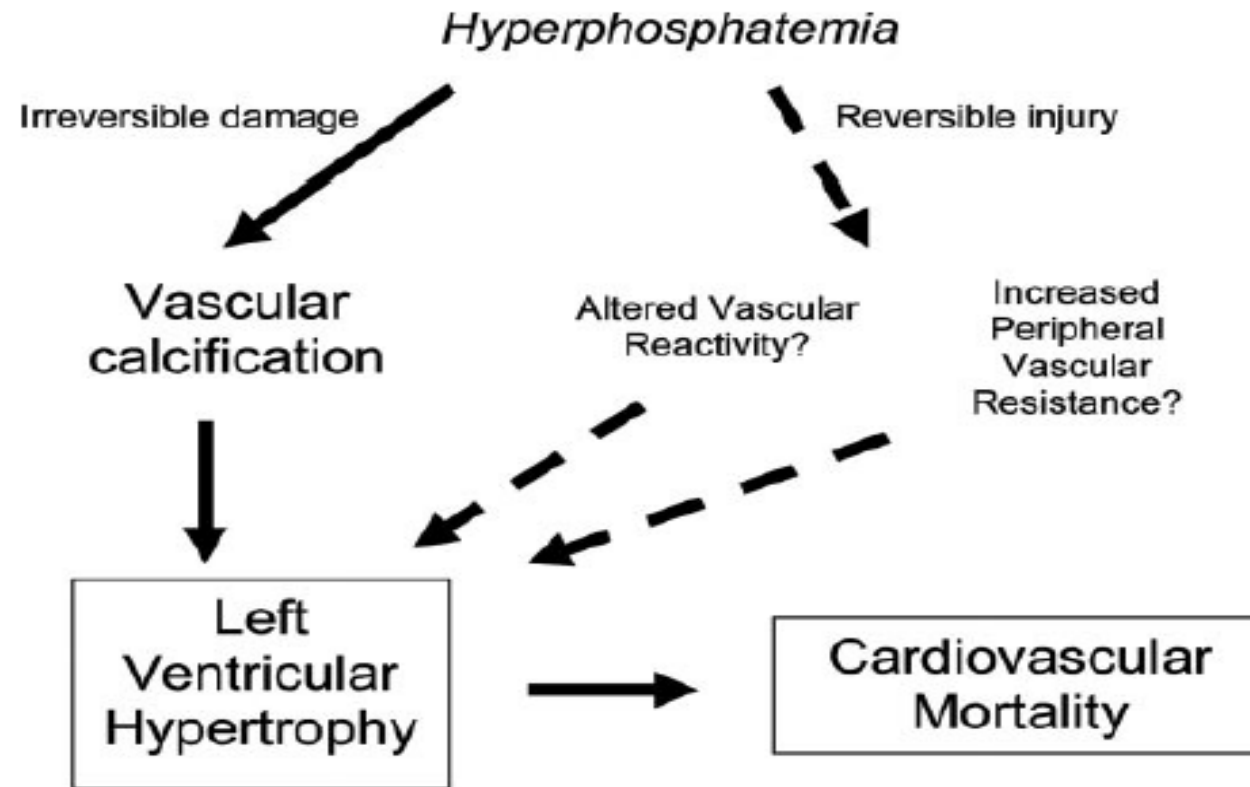 Hyperphosphatemia
Irreversible damage
Reversible injury
Vascular
calcification
Altered Vascular
Reactivity?
Increased
Peripheral
Vascular
Resistance?
Left
Ventricular
Hypertrophy
Cardiovascular
Mortality